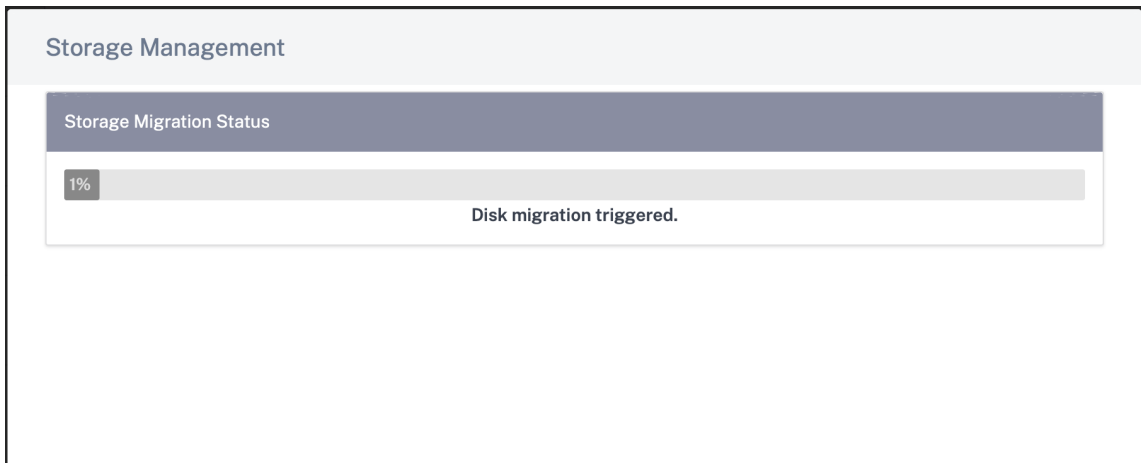 Storage Management
Storage Migration Status
1%
Disk migration triggered.